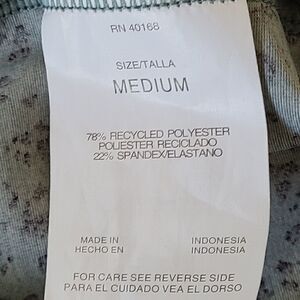 RN 40168
SIZE/TALLA
MEDIUM
78% RECYCLED POLYESTER
POLIESTER RECICLADO
22% SPANDEX/ELASTANO
MADE IN INDONESIA
HECHO EN INDONESIA
FOR CARE SEE REVERSE SIDE
PARA EL CUIDADO VEA EL DORSO